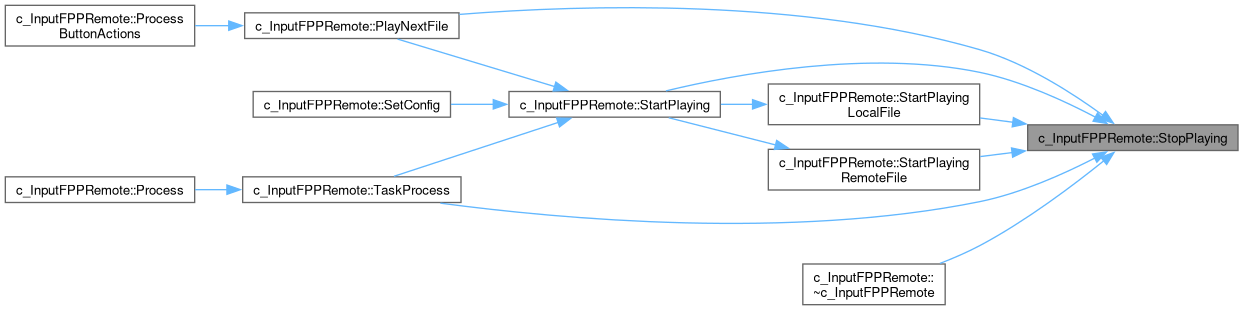 c_InputFPPRemote::Process
ButtonActions
c_InputFPPRemote::PlayNextFile
c_InputFPPRemote::SetConfig
c_InputFPPRemote::StartPlaying
c_InputFPPRemote::StartPlaying
LocalFile
c_InputFPPRemote::StopPlaying
c_InputFPPRemote::StartPlaying
RemoteFile
c_InputFPPRemote::Process
c_InputFPPRemote::TaskProcess
c_InputFPPRemote::
~c_InputFPPRemote